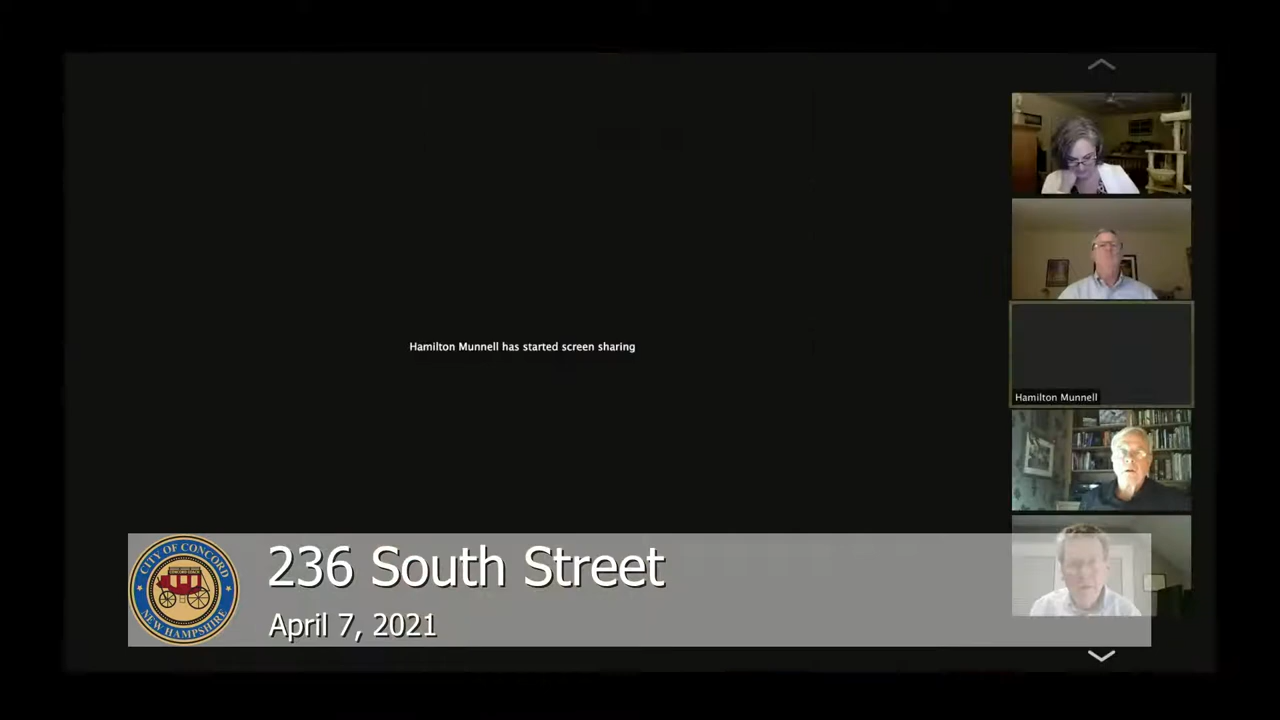 Hamilton Munnell has started screen sharing
Hamilton Munnell
CITY OF CONCORD
NEW HAMPSHIRE
236 South Street
April 7, 2021